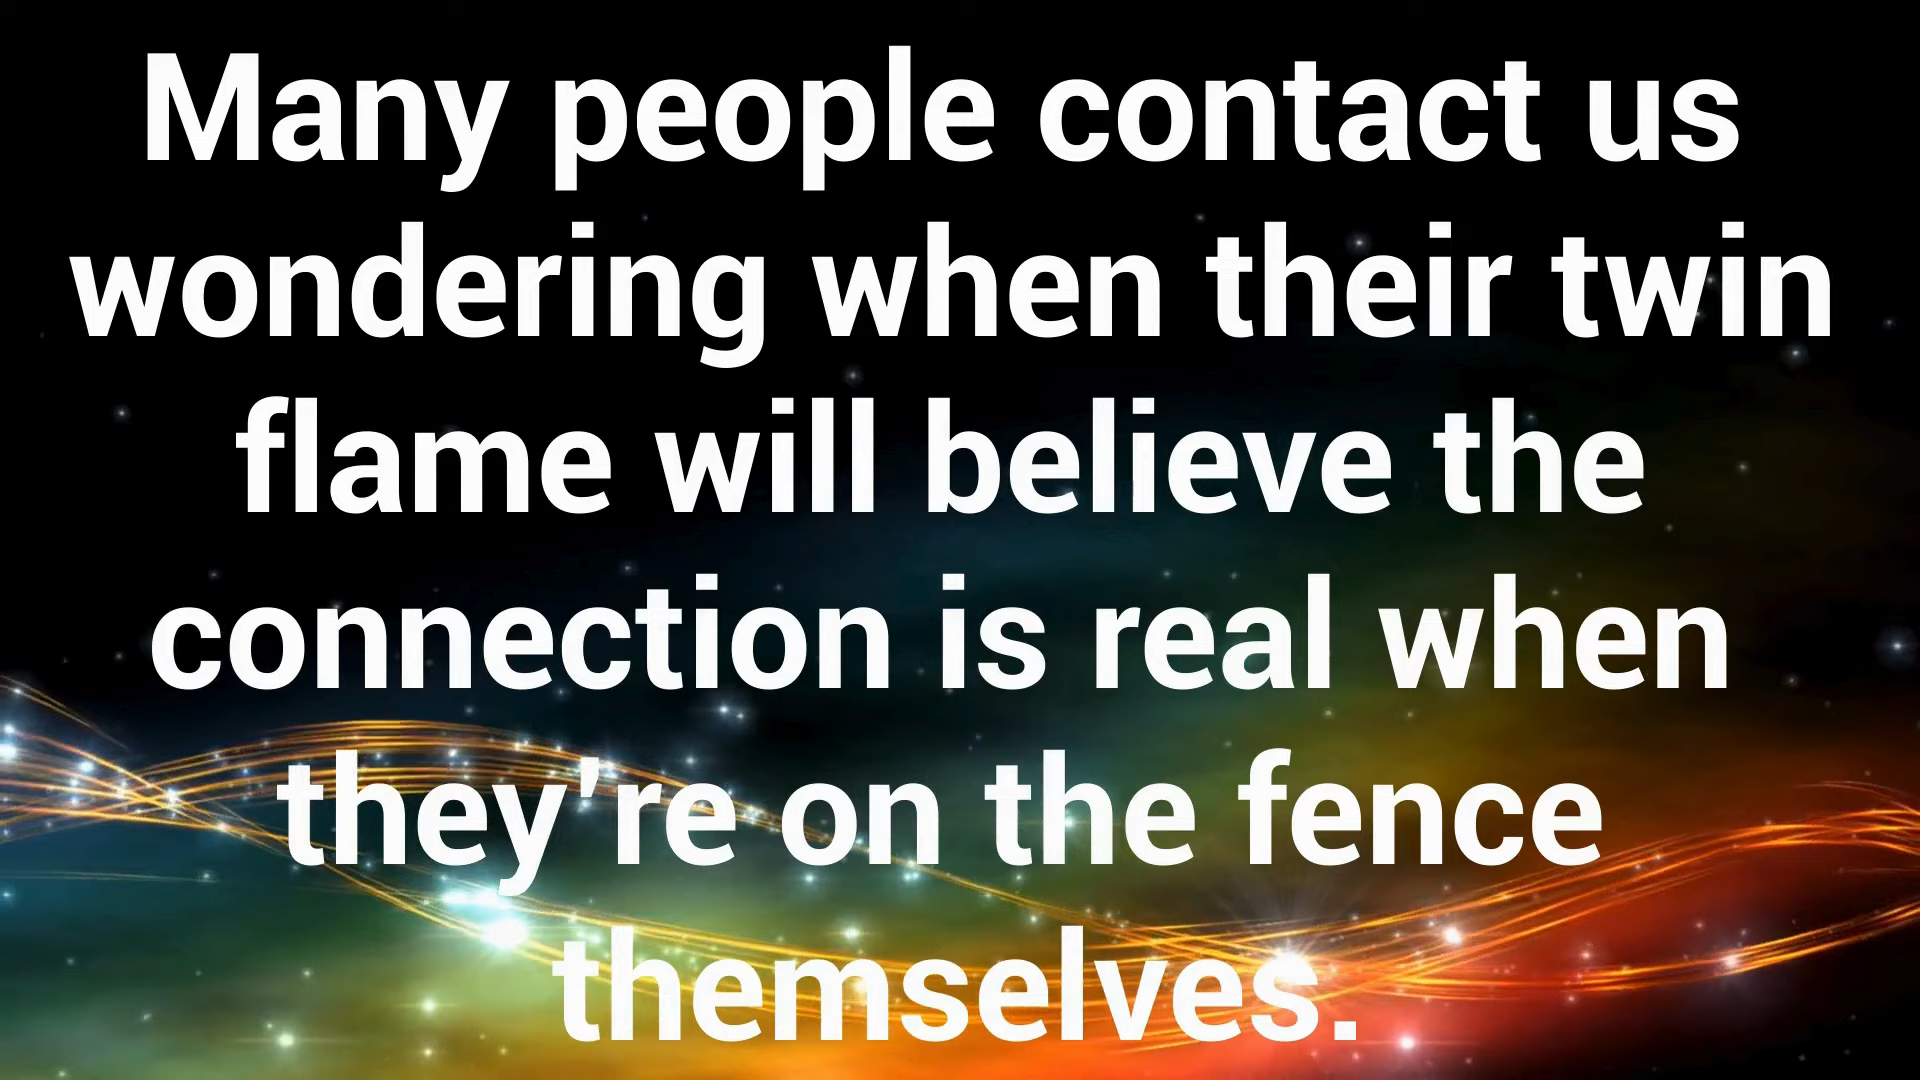 Many people contact us
wondering when their twin
flame will believe the
connection is real when
they're on the fence
themselves.